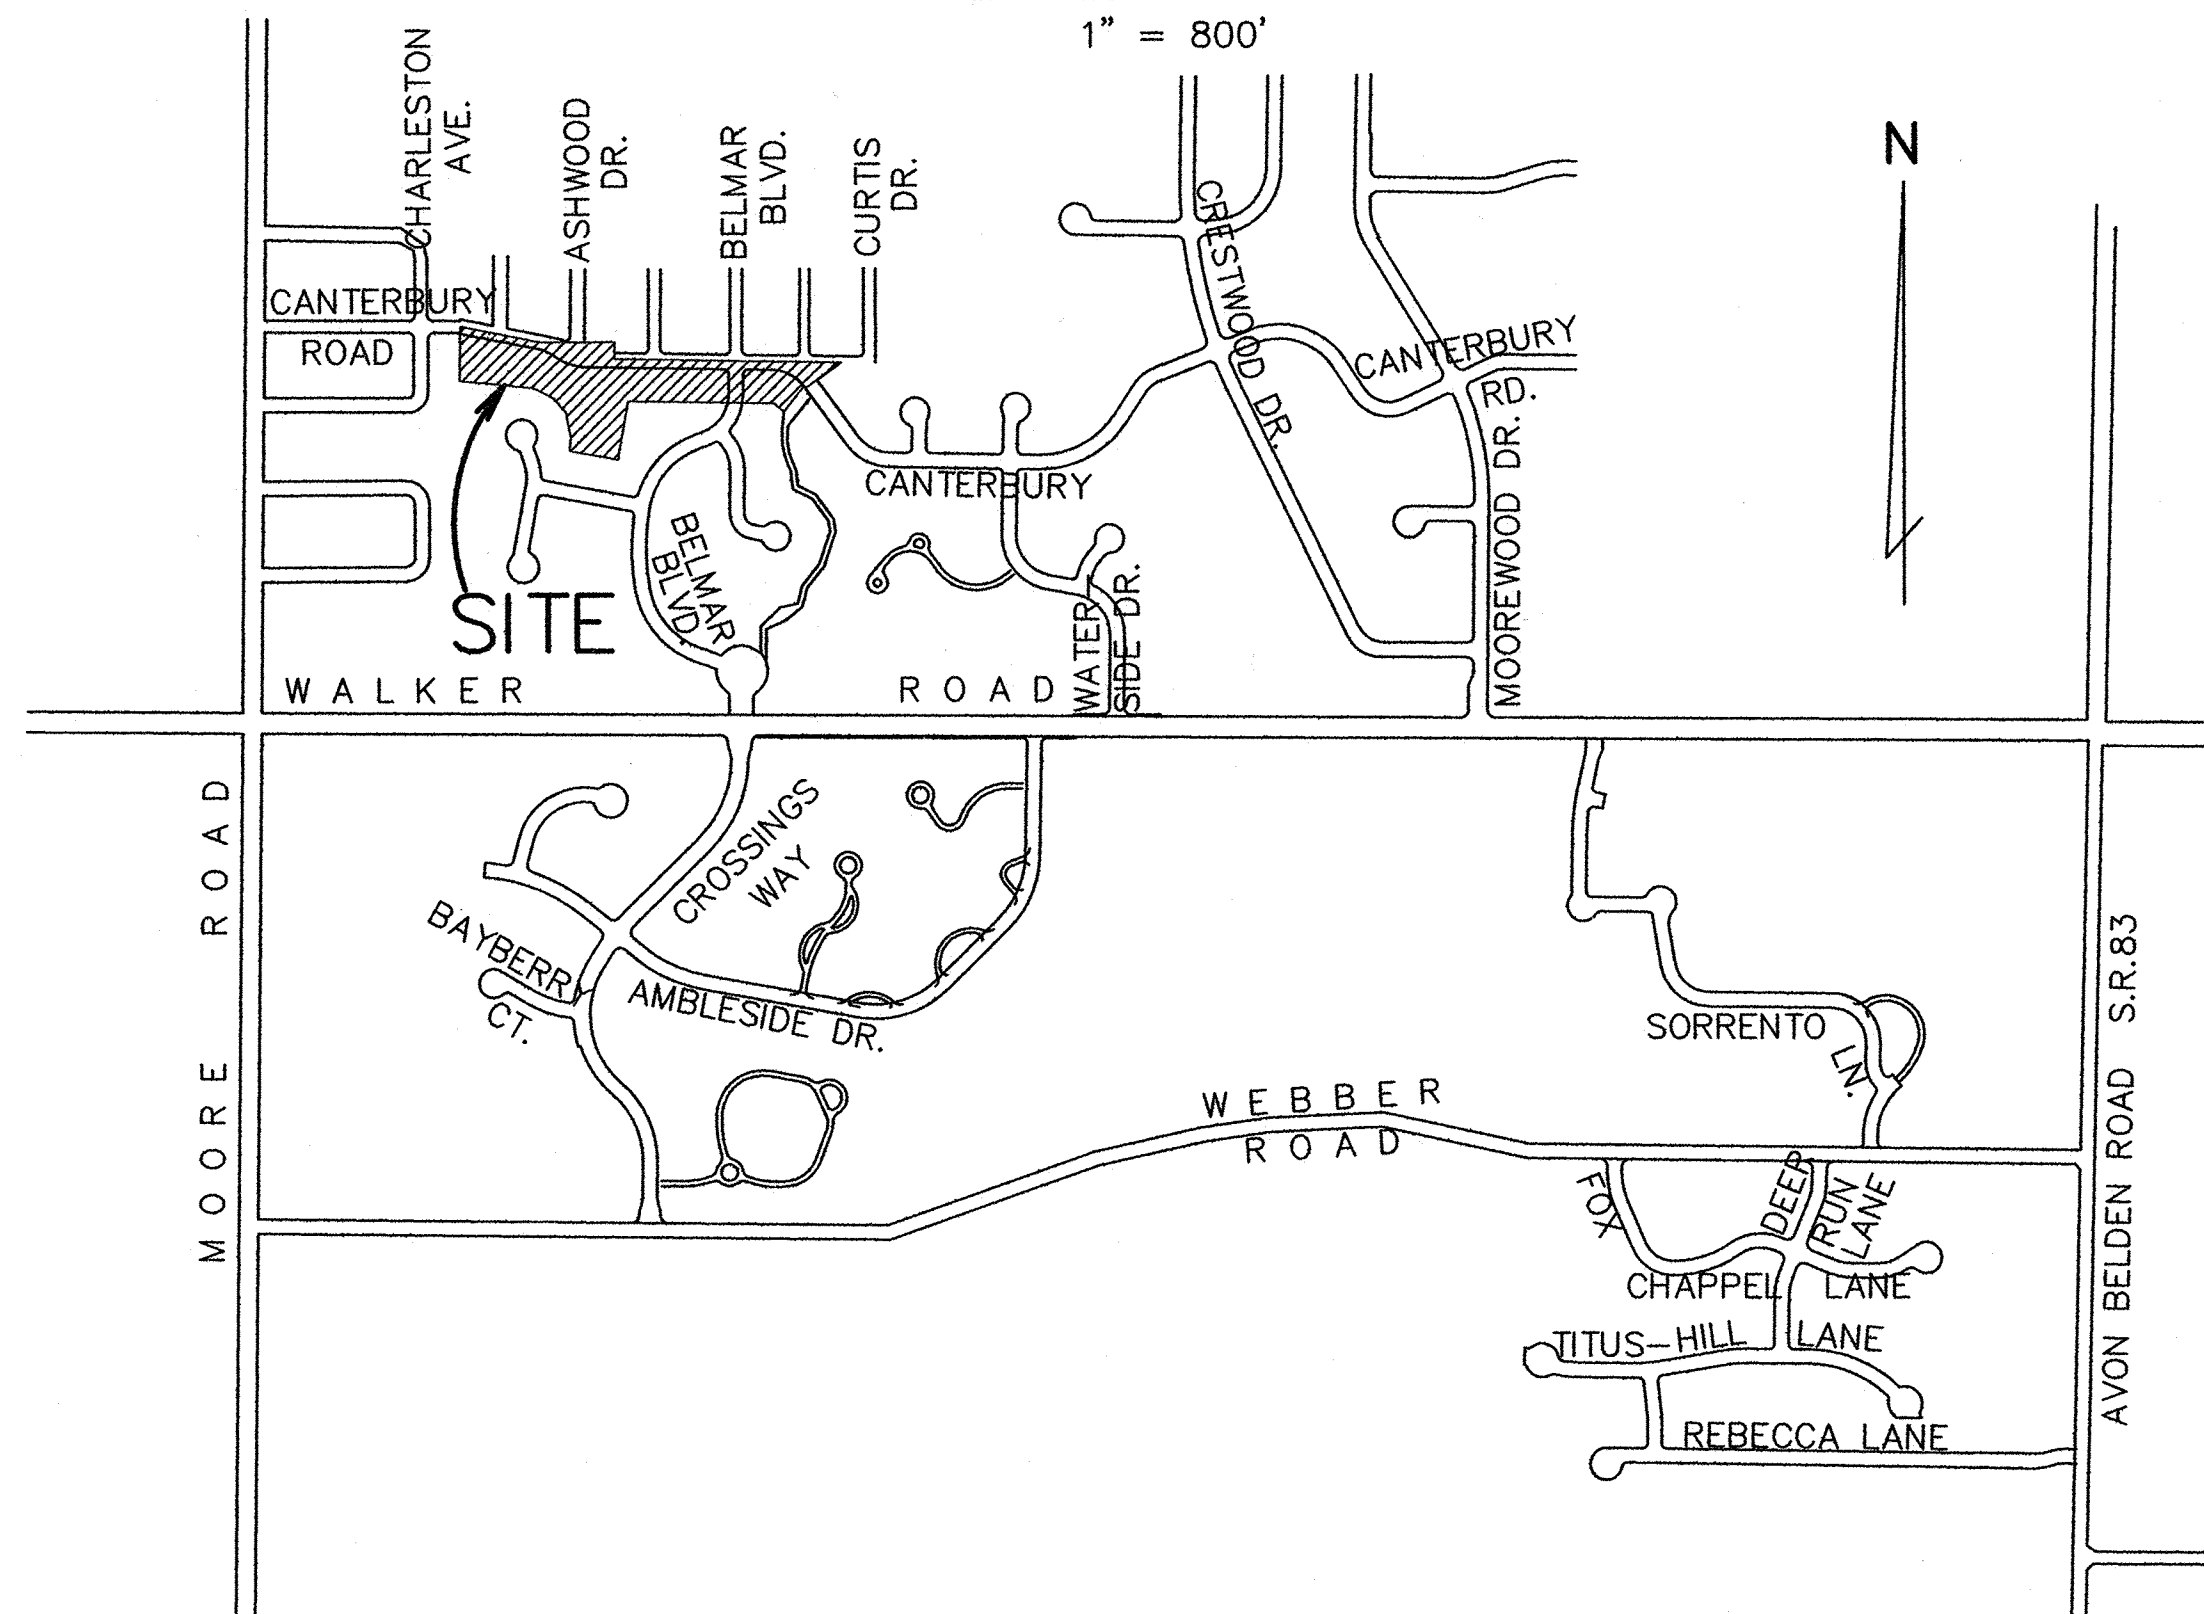 1" = 800'
CHARLESTON
AVE.
ASHWOOD
DR.
BELMAR
BLVD.
CURTIS
DR.
N
CRESTWOOD DR.
CANTERBURY
ROAD
CANTERBURY
RD.
CANTERBURY
MOOREWOOD DR.
BELMAR
BLVD.
SITE
WATER
SIDE DR.
WALKER ROAD
MOORE ROAD
CROSSINGS
WAY
BAYBERRY
CT.
AMBLESIDE DR.
SORRENTO
LN.
WEBBER
ROAD
AVON BELDEN ROAD S.R.83
FOX
DEEP
RUN
LANE
CHAPPEL LANE
TITUS-HILL LANE
REBECCA LANE